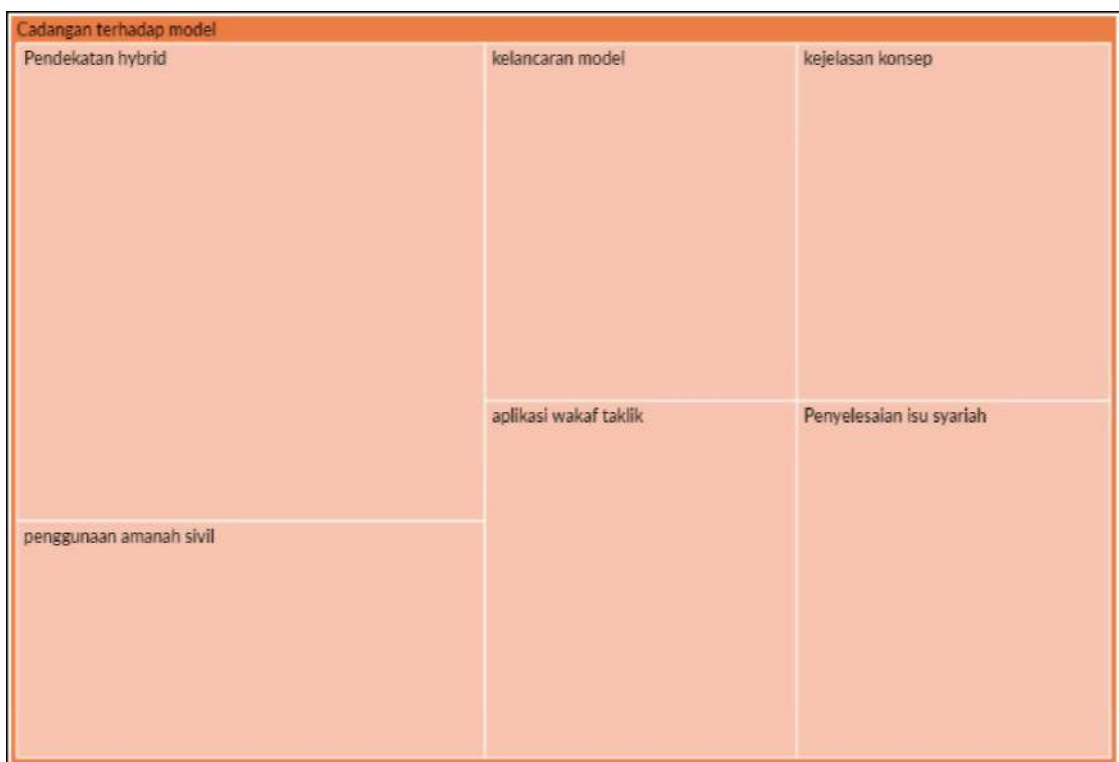 Cadangan terhadap model
Pendekatan hybrid
kelancaran model
kejelasan konsep
aplikasi wakaf taklik
Penyelesaian isu syariah
penggunaan amanah sivil